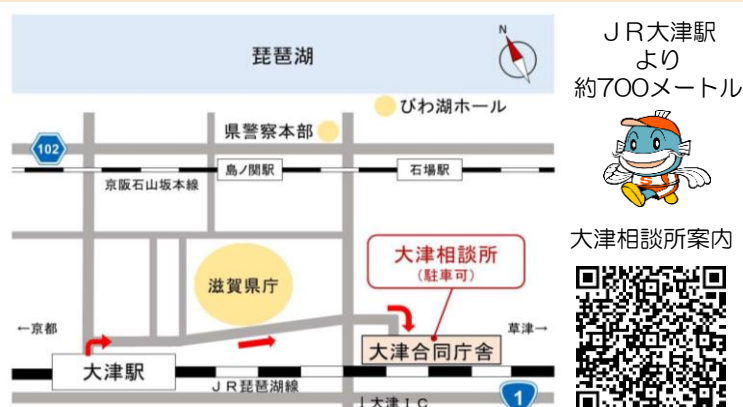 琵琶湖
N
びわ湖ホール
県警察本部
102
島ノ関駅
石場駅
京阪石山坂本線
大津相談所
(駐車可)
滋賀県庁
←京都
草津→
大津合同庁舎
大津駅
JR琵琶湖線
↓大津IC
1
JR大津駅
より
約700メートル
S
大津相談所案内